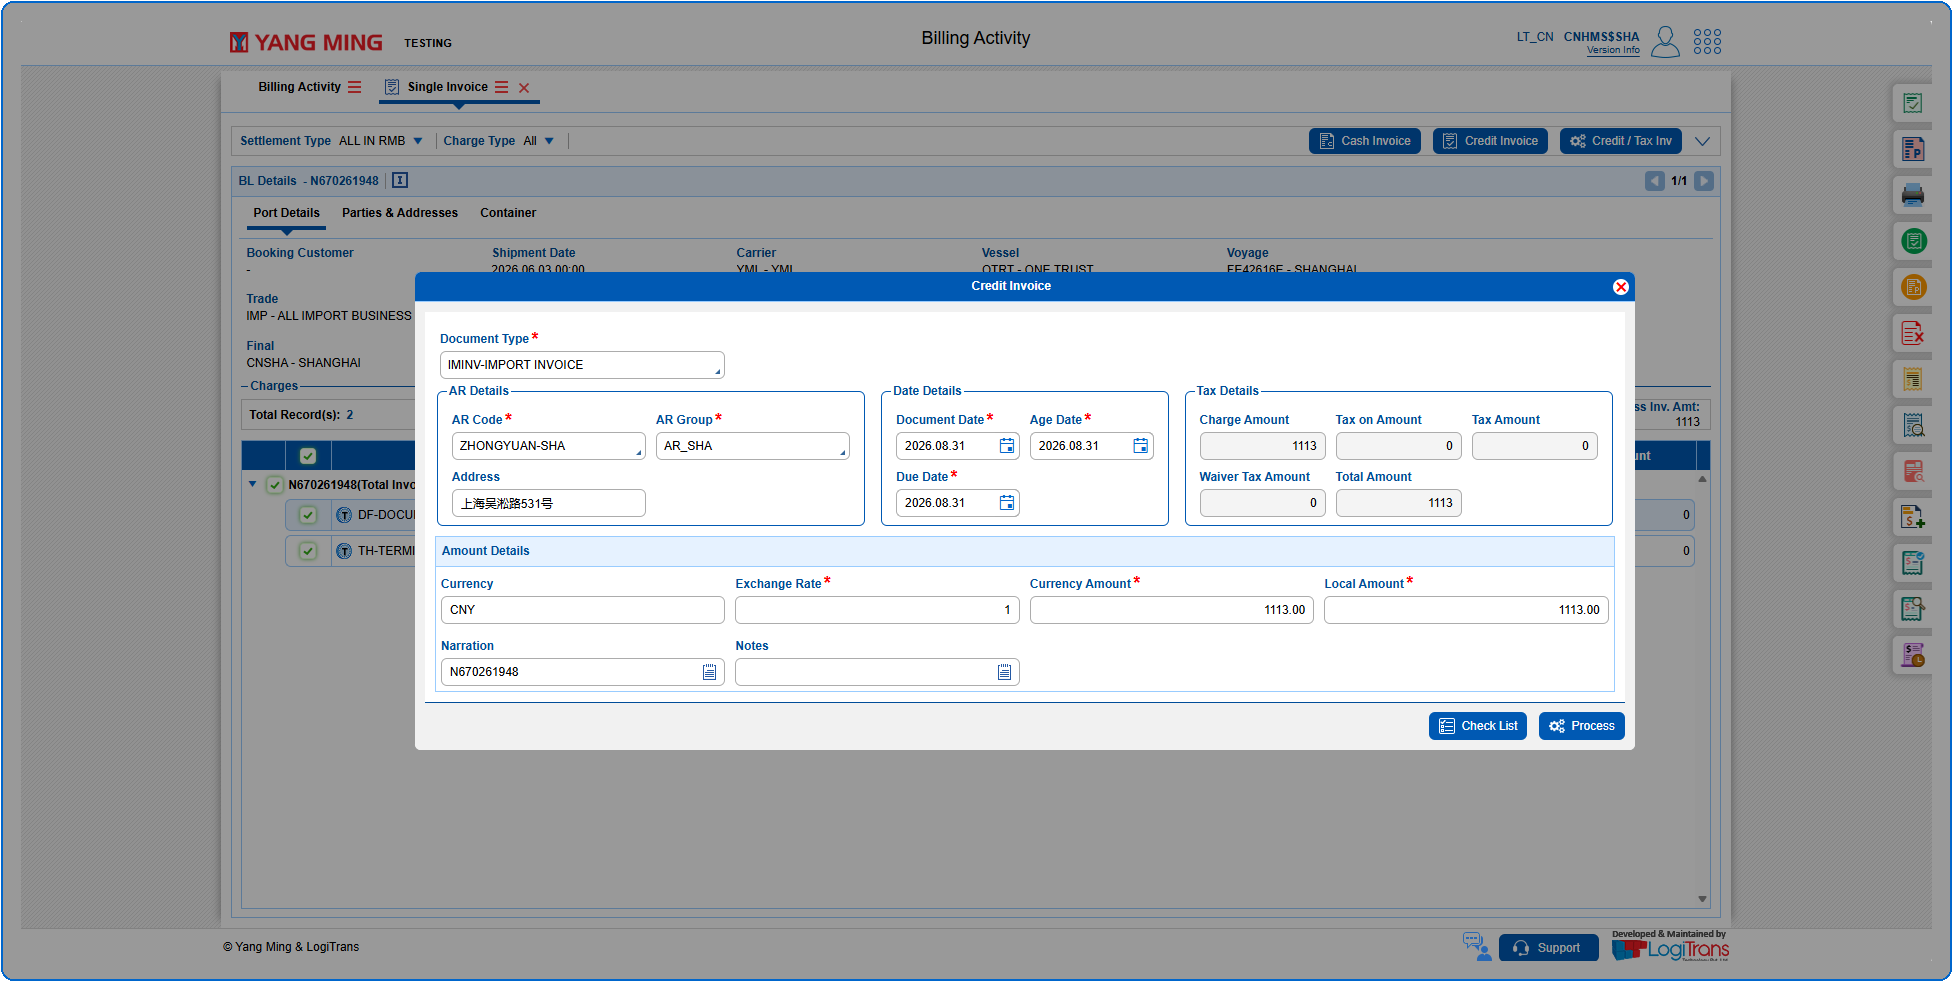 YANG MING TESTING
Billing Activity
LT_CN CNHMS$SHA
Version Info
Billing Activity
Single Invoice
Settlement Type ALL IN RMB
Charge Type All
Cash Invoice
Credit Invoice
Credit / Tax Inv
BL Details - N670261948
1/1
Port Details
Parties & Addresses
Container
Booking Customer
-
Shipment Date
2026.06.03 00:00
Carrier
YML - YML
Vessel
OTRT - ONE TRUST
Voyage
- SHANGHAI
Trade
IMP - ALL IMPORT BUSINESS
Final
CNSHA - SHANGHAI
Charges
Total Record(s): 2
ss Inv. Amt:
1113
unt
N670261948(Total Invo
DF-DOCU
0
TH-TERMI
0
Credit Invoice
Document Type*
IMINV-IMPORT INVOICE
AR Details
AR Code*
ZHONGYUAN-SHA
AR Group*
AR_SHA
Address
上海吴淞路531号
Date Details
Document Date*
2026.08.31
Age Date*
2026.08.31
Due Date*
2026.08.31
Tax Details
Charge Amount
1113
Tax on Amount
0
Tax Amount
0
Waiver Tax Amount
0
Total Amount
1113
Amount Details
Currency
CNY
Exchange Rate*
1
Currency Amount*
1113.00
Local Amount*
1113.00
Narration
N670261948
Notes
Check List
Process
© Yang Ming & LogiTrans
Support
Developed & Maintained by
LogiTrans